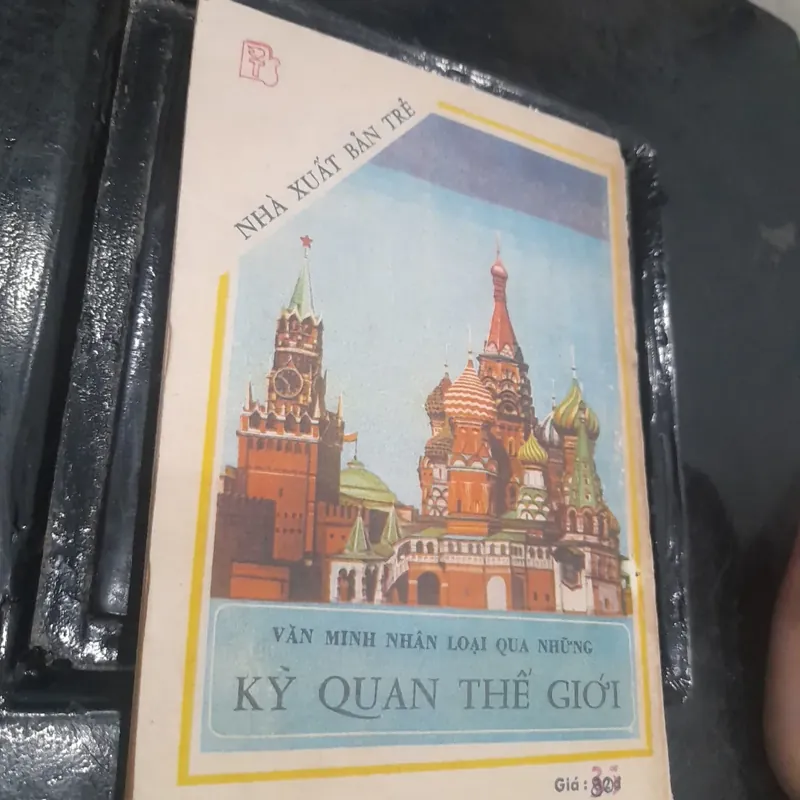 NHÀ XUẤT BẢN TRẺ
VĂN MINH NHÂN LOẠI QUA NHỮNG
KỲ QUAN THẾ GIỚI
Giá :